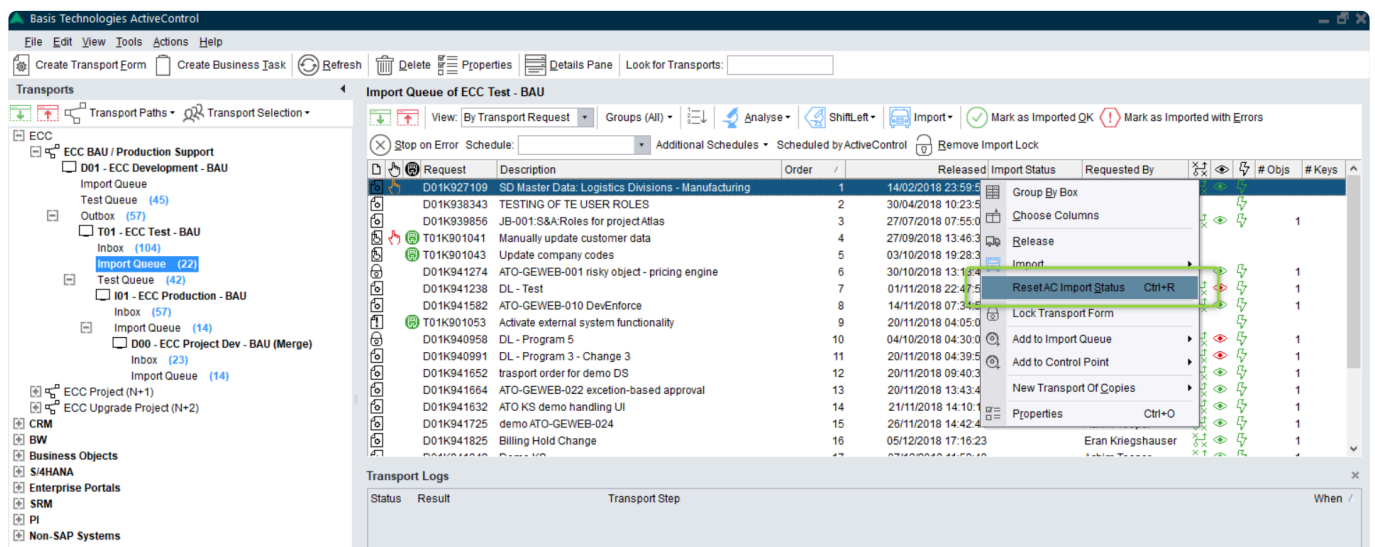 Basis Technologies ActiveControl
File Edit View Tools Actions Help
Create Transport Form Create Business Task Refresh Delete Properties Details Pane Look for Transports:
Transports
Transport Paths Transport Selection
ECC
ECC BAU / Production Support
D01 - ECC Development - BAU
Import Queue
Test Queue (45)
Outbox (57)
T01 - ECC Test - BAU
Inbox (104)
Import Queue (22)
Test Queue (42)
I01 - ECC Production - BAU
Inbox (57)
Import Queue (14)
D00 - ECC Project Dev - BAU (Merge)
Inbox (23)
Import Queue (14)
ECC Project (N+1)
ECC Upgrade Project (N+2)
CRM
BW
Business Objects
S/4HANA
Enterprise Portals
SRM
PI
Non-SAP Systems
Import Queue of ECC Test - BAU
View: By Transport Request Groups (All) Analyse ShiftLeft Import Mark as Imported OK Mark as Imported with Errors
Stop on Error Schedule: Additional Schedules Scheduled by ActiveControl Remove Import Lock
Request Description Order / Released Import Status Requested By # Objs # Keys
D01K927109 SD Master Data: Logistics Divisions - Manufacturing 1 14/02/2018 23:59:5
D01K938343 TESTING OF TE USER ROLES 2 30/04/2018 10:23:5
D01K939856 JB-001:S&A:Roles for project Atlas 3 27/07/2018 07:55:0 1
T01K901041 Manually update customer data 4 27/09/2018 13:46:3
T01K901043 Update company codes 5 03/10/2018 19:28:3
D01K941274 ATO-GEWEB-001 risky object - pricing engine 6 30/10/2018 13:13:4 1
D01K941238 DL - Test 7 01/11/2018 22:47:5 1
D01K941582 ATO-GEWEB-010 DevEnforce 8 14/11/2018 07:34:5 1
T01K901053 Activate external system functionality 9 20/11/2018 04:05:0
D01K940958 DL - Program 5 10 04/10/2018 04:30:0 1
D01K940991 DL - Program 3 - Change 3 11 20/11/2018 04:39:5 1
D01K941652 trasport order for demo DS 12 20/11/2018 09:40:3 1
D01K941664 ATO-GEWEB-022 excetion-based approval 13 20/11/2018 13:43:4 1
D01K941632 ATO KS demo handling UI 14 21/11/2018 14:10:1 1
D01K941725 demo ATO-GEWEB-024 15 26/11/2018 14:42:4 1
D01K941825 Billing Hold Change 16 05/12/2018 17:16:23 Eran Kriegshauser 1
Group By Box
Choose Columns
Release
Import
Reset AC Import Status Ctrl+R
Lock Transport Form
Add to Import Queue
Add to Control Point
New Transport Of Copies
Properties Ctrl+O
Transport Logs
Status Result Transport Step When /